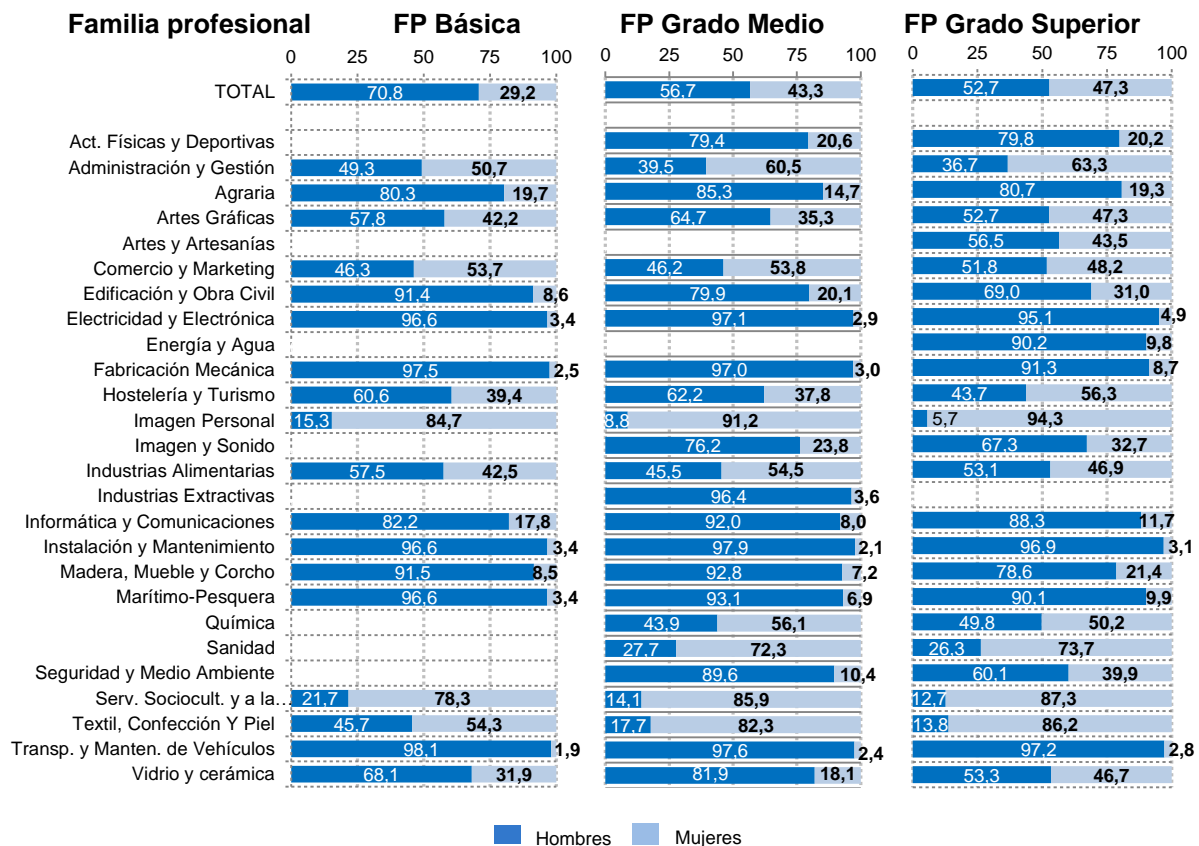 Familia profesional FP Básica FP Grado Medio FP Grado Superior
0 25 50 75 100 0 25 50 75 100 0 25 50 75 100
TOTAL 70,8 29,2 56,7 43,3 52,7 47,3
Act. Físicas y Deportivas 79,4 20,6 79,8 20,2
Administración y Gestión 49,3 50,7 39,5 60,5 36,7 63,3
Agraria 80,3 19,7 85,3 14,7 80,7 19,3
Artes Gráficas 57,8 42,2 64,7 35,3 52,7 47,3
Artes y Artesanías 56,5 43,5
Comercio y Marketing 46,3 53,7 46,2 53,8 51,8 48,2
Edificación y Obra Civil 91,4 8,6 79,9 20,1 69,0 31,0
Electricidad y Electrónica 96,6 3,4 97,1 2,9 95,1 4,9
Energía y Agua 90,2 9,8
Fabricación Mecánica 97,5 2,5 97,0 3,0 91,3 8,7
Hostelería y Turismo 60,6 39,4 62,2 37,8 43,7 56,3
Imagen Personal 15,3 84,7 8,8 91,2 5,7 94,3
Imagen y Sonido 76,2 23,8 67,3 32,7
Industrias Alimentarias 57,5 42,5 45,5 54,5 53,1 46,9
Industrias Extractivas 96,4 3,6
Informática y Comunicaciones 82,2 17,8 92,0 8,0 88,3 11,7
Instalación y Mantenimiento 96,6 3,4 97,9 2,1 96,9 3,1
Madera, Mueble y Corcho 91,5 8,5 92,8 7,2 78,6 21,4
Marítimo-Pesquera 96,6 3,4 93,1 6,9 90,1 9,9
Química 43,9 56,1 49,8 50,2
Sanidad 27,7 72,3 26,3 73,7
Seguridad y Medio Ambiente 89,6 10,4 60,1 39,9
Serv. Sociocult. y a la… 21,7 78,3 14,1 85,9 12,7 87,3
Textil, Confección Y Piel 45,7 54,3 17,7 82,3 13,8 86,2
Transp. y Manten. de Vehículos 98,1 1,9 97,6 2,4 97,2 2,8
Vidrio y cerámica 68,1 31,9 81,9 18,1 53,3 46,7
Hombres Mujeres